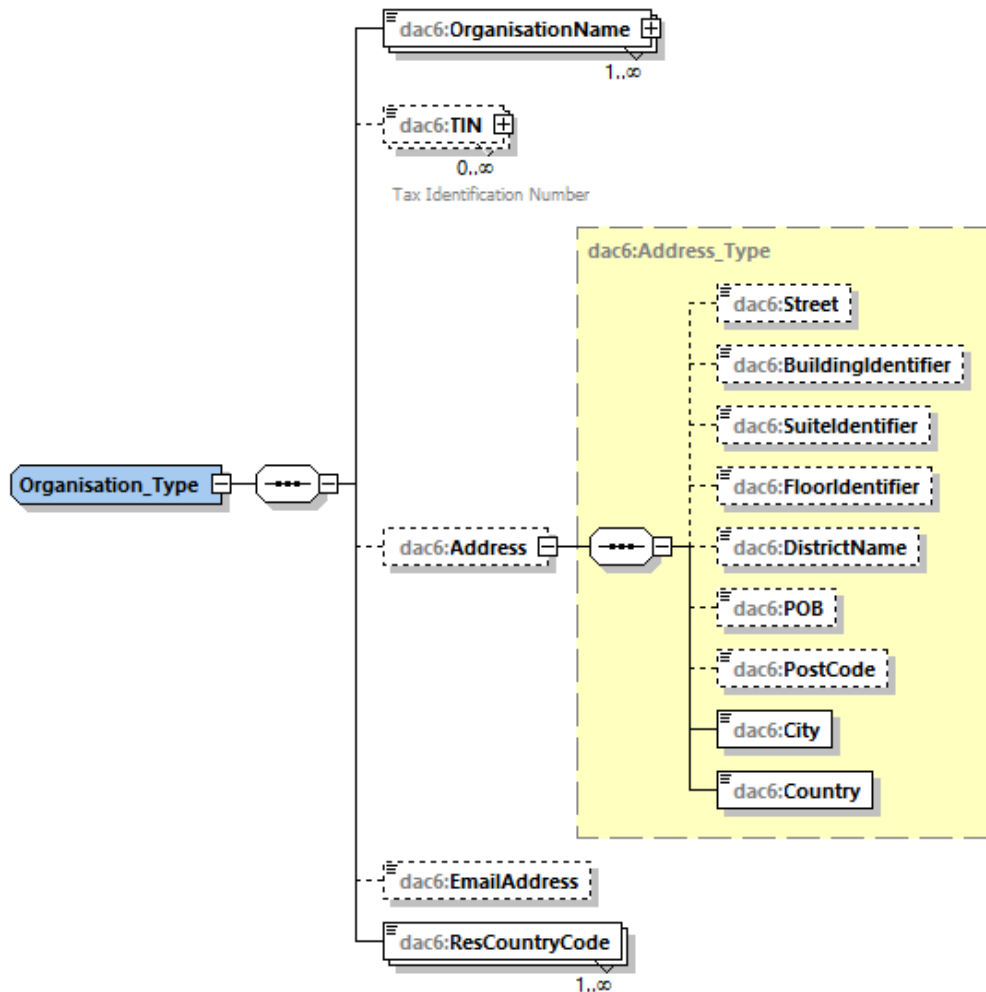 dac6:OrganisationName
1..∞
dac6:TIN
0..∞
Tax Identification Number
dac6:Address_Type
dac6:Street
dac6:BuildingIdentifier
dac6:SuiteIdentifier
Organisation_Type
dac6:FloorIdentifier
dac6:Address
dac6:DistrictName
dac6:POB
dac6:PostCode
dac6:City
dac6:Country
dac6:EmailAddress
dac6:ResCountryCode
1..∞